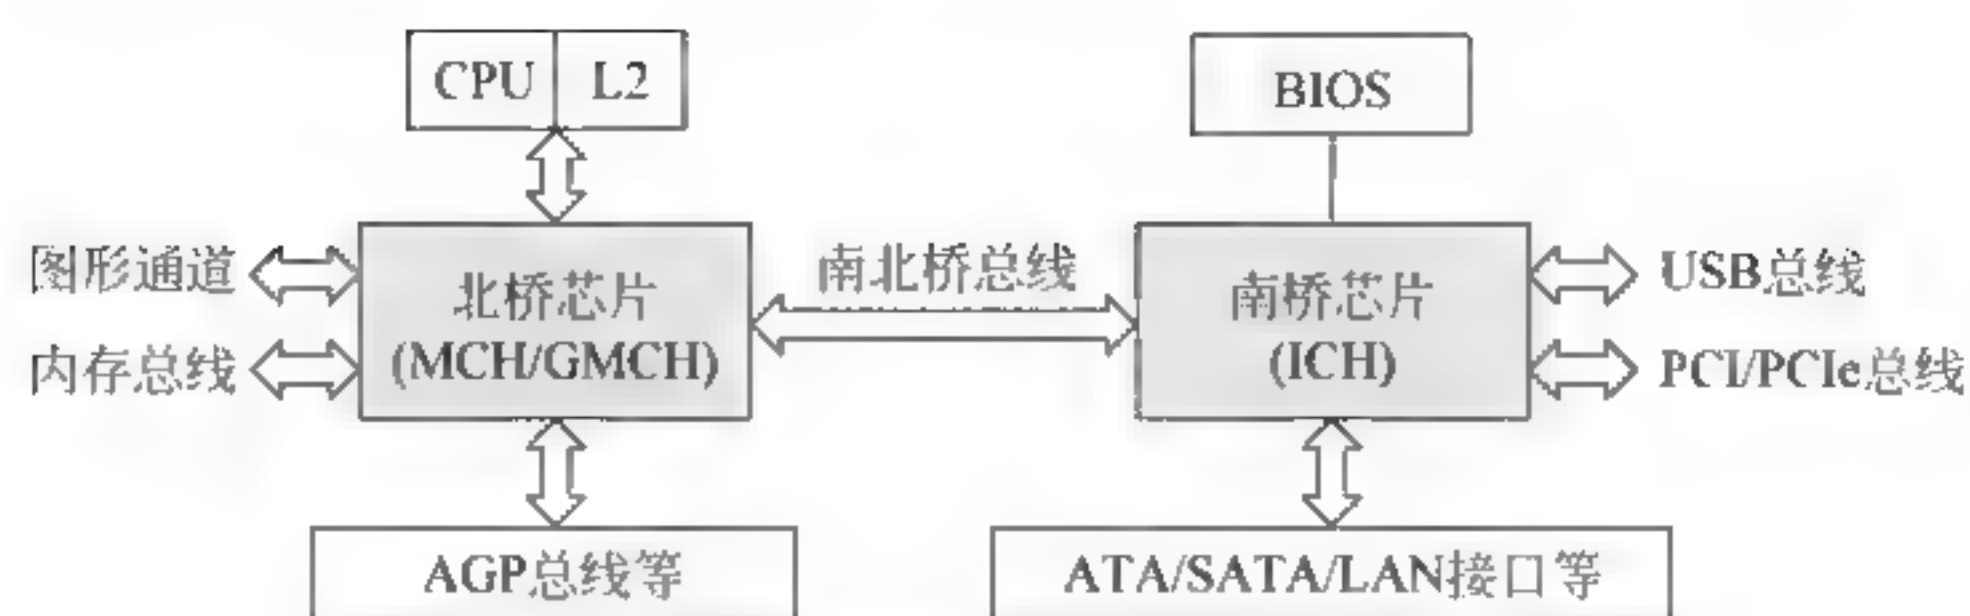 CPU L2
BIOS
图形通道
内存总线
北桥芯片
(MCH/GMCH)
南北桥总线
南桥芯片
(ICH)
USB总线
PCI/PCIe总线
AGP总线等
ATA/SATA/LAN接口等